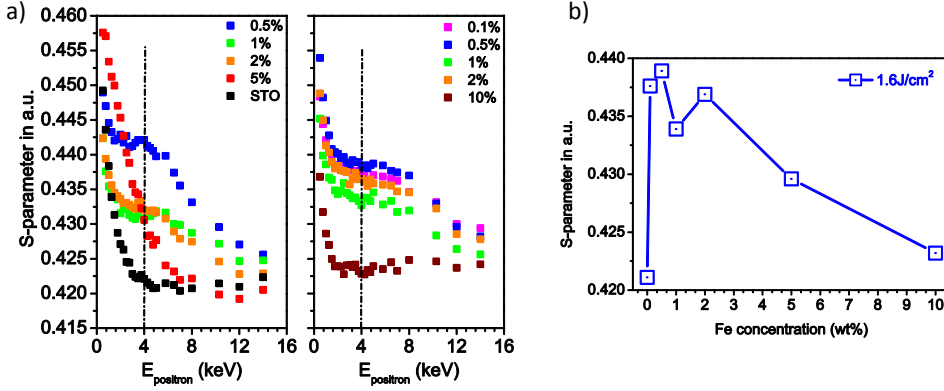 a)
0.460
0.455
0.450
0.445
0.440
0.435
0.430
0.425
0.420
0.415
S-parameter in a.u.
0.5%
1%
2%
5%
STO
0 4 8 12 16
E positron (keV)
0.1%
0.5%
1%
2%
10%
0 4 8 12 16
E positron (keV)
b)
0.440
0.435
0.430
0.425
0.420
S-parameter in a.u.
1.6J/cm²
0 1 2 3 4 5 6 7 8 9 10
Fe concentration (wt%)